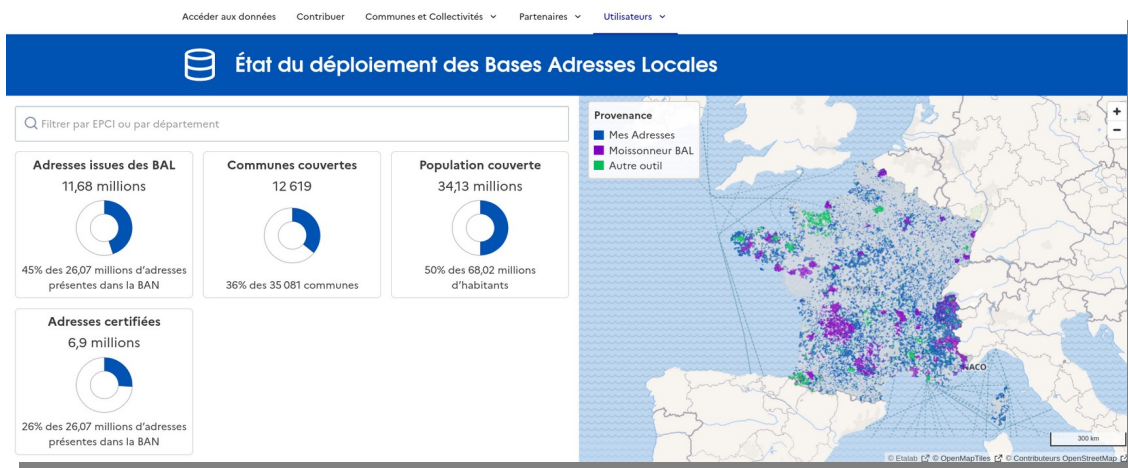 Accéder aux données Contribuer Communes et Collectivités Partenaires Utilisateurs
État du déploiement des Bases Adresses Locales
Filtrer par EPCI ou par département
Adresses issues des BAL
11,68 millions
45% des 26,07 millions d'adresses
présentes dans la BAN
Communes couvertes
12 619
36% des 35 081 communes
Population couverte
34,13 millions
50% des 68,02 millions
d'habitants
Adresses certifiées
6,9 millions
26% des 26,07 millions d'adresses
présentes dans la BAN
Provenance
Mes Adresses
Moissonneur BAL
Autre outil
+
−
NACO
300 km
© Etalab © OpenMapTiles © Contributeurs OpenStreetMap